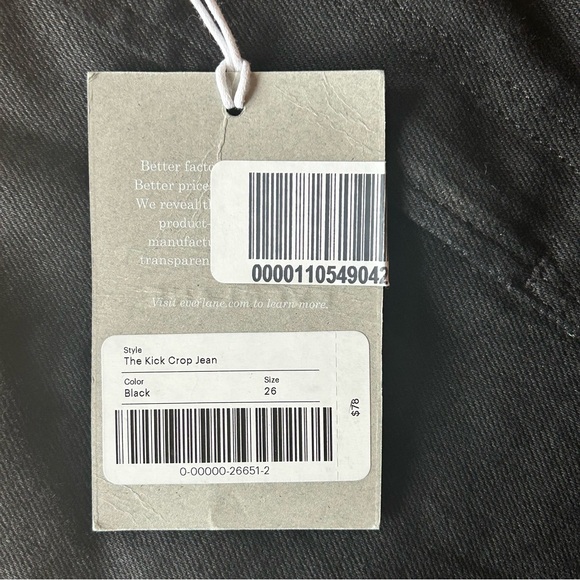 Better facto
Better price
We reveal t
product-
manufactu
transparen
0000110549042
Visit everlane.com to learn more.
Style
The Kick Crop Jean
Color Size
Black 26
$78
0-00000-26651-2